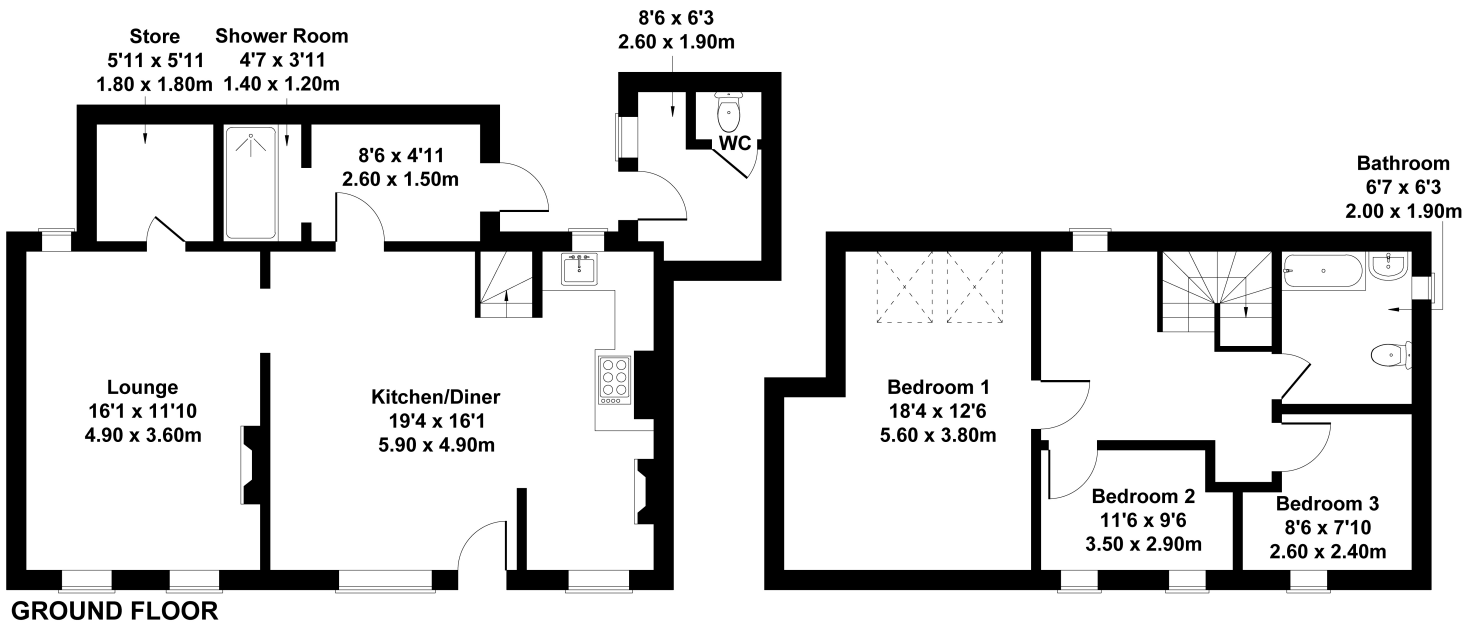 Store
5'11 x 5'11
1.80 x 1.80m
Shower Room
4'7 x 3'11
1.40 x 1.20m
8'6 x 6'3
2.60 x 1.90m
WC
8'6 x 4'11
2.60 x 1.50m
Bathroom
6'7 x 6'3
2.00 x 1.90m
Lounge
16'1 x 11'10
4.90 x 3.60m
Kitchen/Diner
19'4 x 16'1
5.90 x 4.90m
Bedroom 1
18'4 x 12'6
5.60 x 3.80m
Bedroom 2
11'6 x 9'6
3.50 x 2.90m
Bedroom 3
8'6 x 7'10
2.60 x 2.40m
GROUND FLOOR